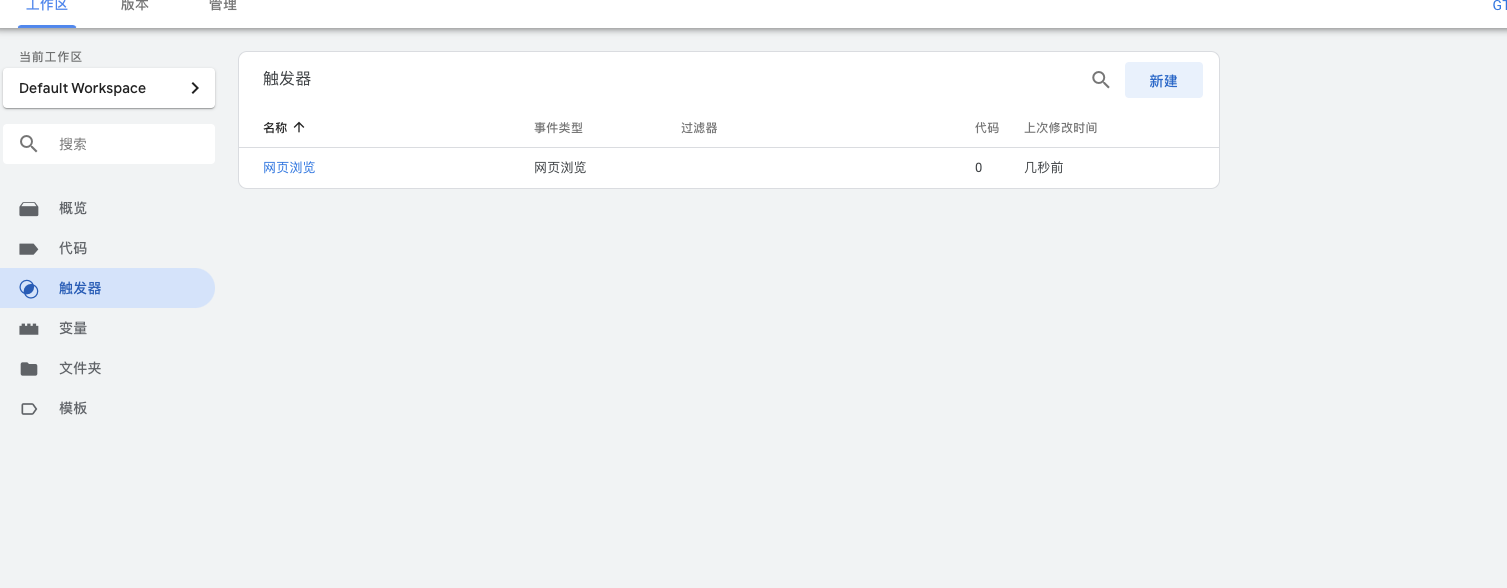 工作区 版本 管理 GT
当前工作区
Default Workspace
搜索
概览
代码
触发器
变量
文件夹
模板
触发器 新建
名称 事件类型 过滤器 代码 上次修改时间
网页浏览 网页浏览 0 几秒前